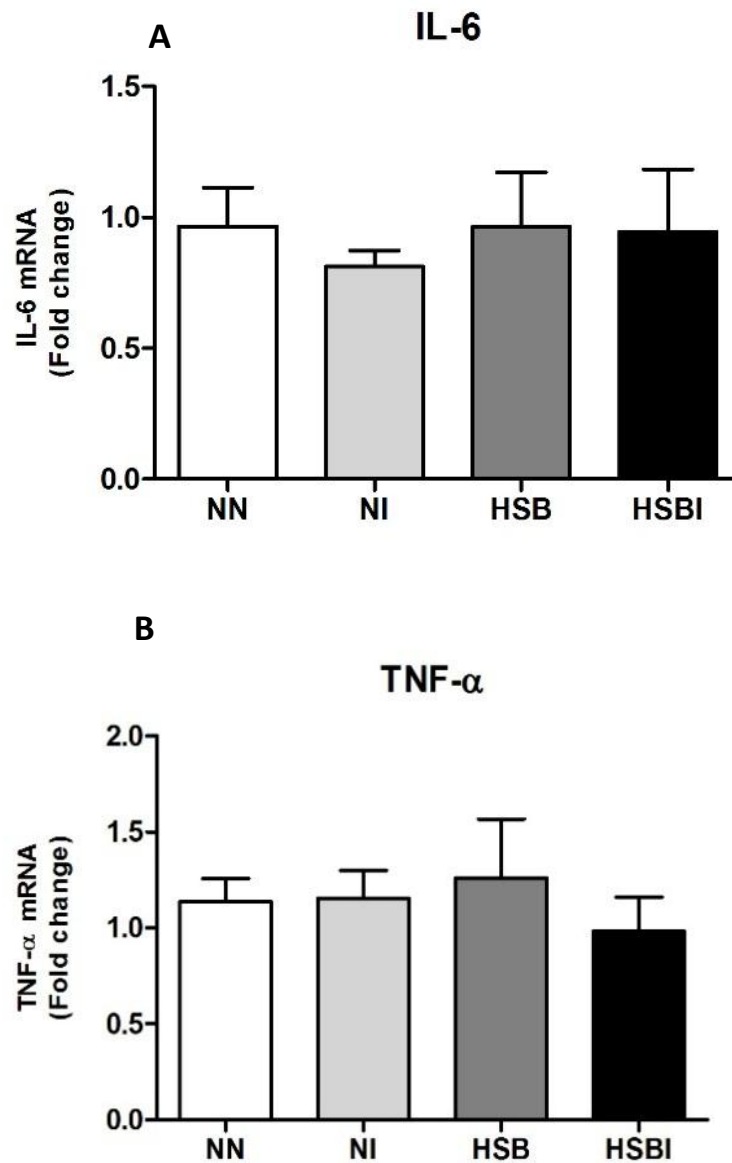 A
IL-6
1.5
1.0
0.5
0.0
IL-6 mRNA
(Fold change)
NN NI HSB HSBI
B
TNF-α
2.0
1.5
1.0
0.5
0.0
TNF-α mRNA
(Fold change)
NN NI HSB HSBI